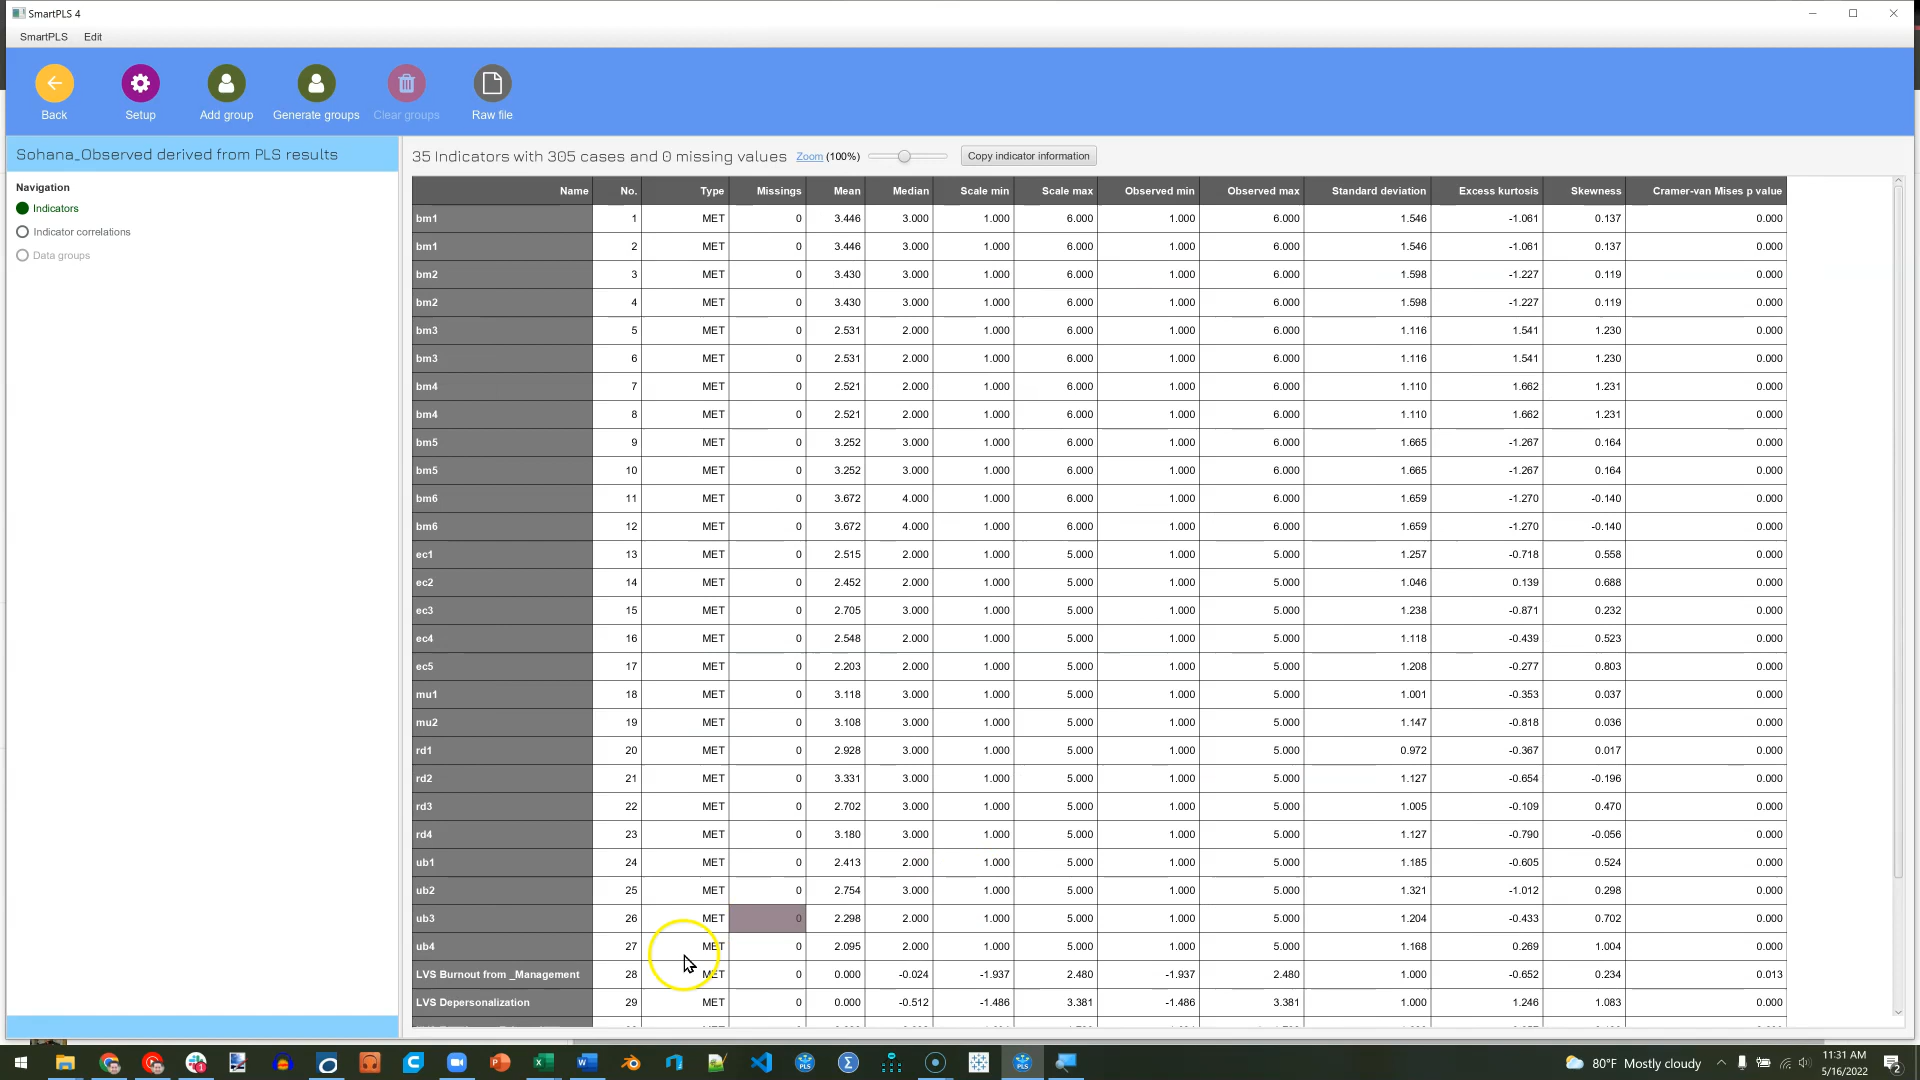 SmartPLS 4
SmartPLS Edit
Back Setup Add group Generate groups Clear groups Raw file
Sohana_Observed derived from PLS results
Navigation
Indicators
Indicator correlations
Data groups
35 Indicators with 305 cases and 0 missing values Zoom (100%) Copy indicator information
Name No. Type Missings Mean Median Scale min Scale max Observed min Observed max Standard deviation Excess kurtosis Skewness Cramer-van Mises p value
bm1 1 MET 0 3.446 3.000 1.000 6.000 1.000 6.000 1.546 -1.061 0.137 0.000
bm1 2 MET 0 3.446 3.000 1.000 6.000 1.000 6.000 1.546 -1.061 0.137 0.000
bm2 3 MET 0 3.430 3.000 1.000 6.000 1.000 6.000 1.598 -1.227 0.119 0.000
bm2 4 MET 0 3.430 3.000 1.000 6.000 1.000 6.000 1.598 -1.227 0.119 0.000
bm3 5 MET 0 2.531 2.000 1.000 6.000 1.000 6.000 1.116 1.541 1.230 0.000
bm3 6 MET 0 2.531 2.000 1.000 6.000 1.000 6.000 1.116 1.541 1.230 0.000
bm4 7 MET 0 2.521 2.000 1.000 6.000 1.000 6.000 1.110 1.662 1.231 0.000
bm4 8 MET 0 2.521 2.000 1.000 6.000 1.000 6.000 1.110 1.662 1.231 0.000
bm5 9 MET 0 3.252 3.000 1.000 6.000 1.000 6.000 1.665 -1.267 0.164 0.000
bm5 10 MET 0 3.252 3.000 1.000 6.000 1.000 6.000 1.665 -1.267 0.164 0.000
bm6 11 MET 0 3.672 4.000 1.000 6.000 1.000 6.000 1.659 -1.270 -0.140 0.000
bm6 12 MET 0 3.672 4.000 1.000 6.000 1.000 6.000 1.659 -1.270 -0.140 0.000
ec1 13 MET 0 2.515 2.000 1.000 5.000 1.000 5.000 1.257 -0.718 0.558 0.000
ec2 14 MET 0 2.452 2.000 1.000 5.000 1.000 5.000 1.046 0.139 0.688 0.000
ec3 15 MET 0 2.705 3.000 1.000 5.000 1.000 5.000 1.238 -0.871 0.232 0.000
ec4 16 MET 0 2.548 2.000 1.000 5.000 1.000 5.000 1.118 -0.439 0.523 0.000
ec5 17 MET 0 2.203 2.000 1.000 5.000 1.000 5.000 1.208 -0.277 0.803 0.000
mu1 18 MET 0 3.118 3.000 1.000 5.000 1.000 5.000 1.001 -0.353 0.037 0.000
mu2 19 MET 0 3.108 3.000 1.000 5.000 1.000 5.000 1.147 -0.818 0.036 0.000
rd1 20 MET 0 2.928 3.000 1.000 5.000 1.000 5.000 0.972 -0.367 0.017 0.000
rd2 21 MET 0 3.331 3.000 1.000 5.000 1.000 5.000 1.127 -0.654 -0.196 0.000
rd3 22 MET 0 2.702 3.000 1.000 5.000 1.000 5.000 1.005 -0.109 0.470 0.000
rd4 23 MET 0 3.180 3.000 1.000 5.000 1.000 5.000 1.127 -0.790 -0.056 0.000
ub1 24 MET 0 2.413 2.000 1.000 5.000 1.000 5.000 1.185 -0.605 0.524 0.000
ub2 25 MET 0 2.754 3.000 1.000 5.000 1.000 5.000 1.321 -1.012 0.298 0.000
ub3 26 MET 0 2.298 2.000 1.000 5.000 1.000 5.000 1.204 -0.433 0.702 0.000
ub4 27 MET 0 2.095 2.000 1.000 5.000 1.000 5.000 1.168 0.269 1.004 0.000
LVS Burnout from _Management 28 MET 0 0.000 -0.024 -1.937 2.480 -1.937 2.480 1.000 -0.652 0.234 0.013
LVS Depersonalization 29 MET 0 0.000 -0.512 -1.486 3.381 -1.486 3.381 1.000 1.246 1.083 0.000
80°F Mostly cloudy 11:31 AM
5/16/2022